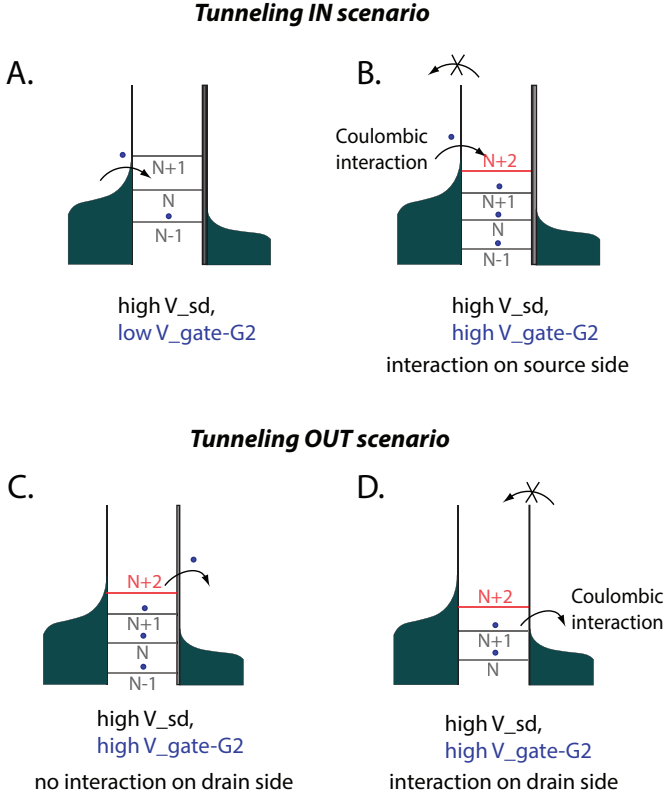 Tunneling IN scenario
A.
N+1
N
N-1
high V_sd,
low V_gate-G2
B.
Coulombic
interaction
N+2
N+1
N
N-1
high V_sd,
high V_gate-G2
interaction on source side
Tunneling OUT scenario
C.
N+2
N+1
N
N-1
high V_sd,
high V_gate-G2
no interaction on drain side
D.
N+2
Coulombic
interaction
N+1
N
high V_sd,
high V_gate-G2
interaction on drain side